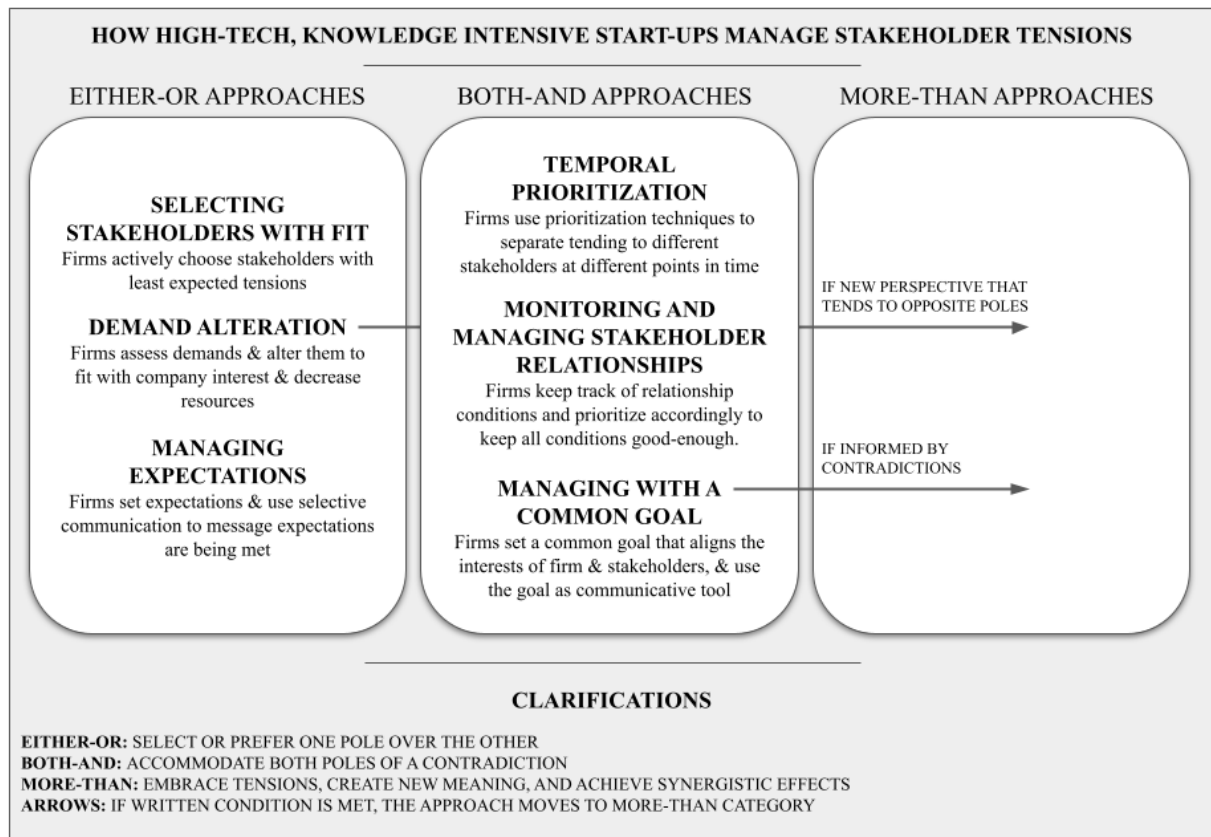 HOW HIGH-TECH, KNOWLEDGE INTENSIVE START-UPS MANAGE STAKEHOLDER TENSIONS
EITHER-OR APPROACHES
SELECTING
STAKEHOLDERS WITH FIT
Firms actively choose stakeholders with
least expected tensions
DEMAND ALTERATION
Firms assess demands & alter them to
fit with company interest & decrease
resources
MANAGING
EXPECTATIONS
Firms set expectations & use selective
communication to message expectations
are being met
BOTH-AND APPROACHES
TEMPORAL
PRIORITIZATION
Firms use prioritization techniques to
separate tending to different
stakeholders at different points in time
MONITORING AND
MANAGING STAKEHOLDER
RELATIONSHIPS
Firms keep track of relationship
conditions and prioritize accordingly to
keep all conditions good-enough.
MANAGING WITH A
COMMON GOAL
Firms set a common goal that aligns the
interests of firm & stakeholders, & use
the goal as communicative tool
MORE-THAN APPROACHES
IF NEW PERSPECTIVE THAT
TENDS TO OPPOSITE POLES
IF INFORMED BY
CONTRADICTIONS
CLARIFICATIONS
EITHER-OR: SELECT OR PREFER ONE POLE OVER THE OTHER
BOTH-AND: ACCOMMODATE BOTH POLES OF A CONTRADICTION
MORE-THAN: EMBRACE TENSIONS, CREATE NEW MEANING, AND ACHIEVE SYNERGISTIC EFFECTS
ARROWS: IF WRITTEN CONDITION IS MET, THE APPROACH MOVES TO MORE-THAN CATEGORY